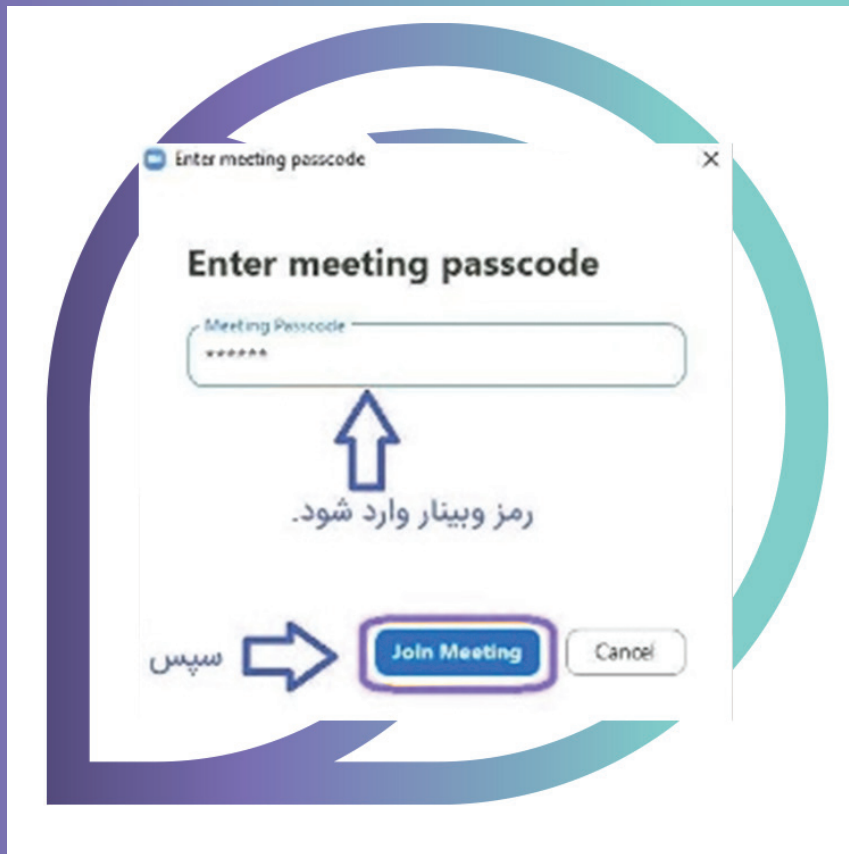 Enter meeting passcode
Enter meeting passcode
Meeting Passcode
******
رمز وبینار وارد شود.
سپس
Join Meeting
Cancel